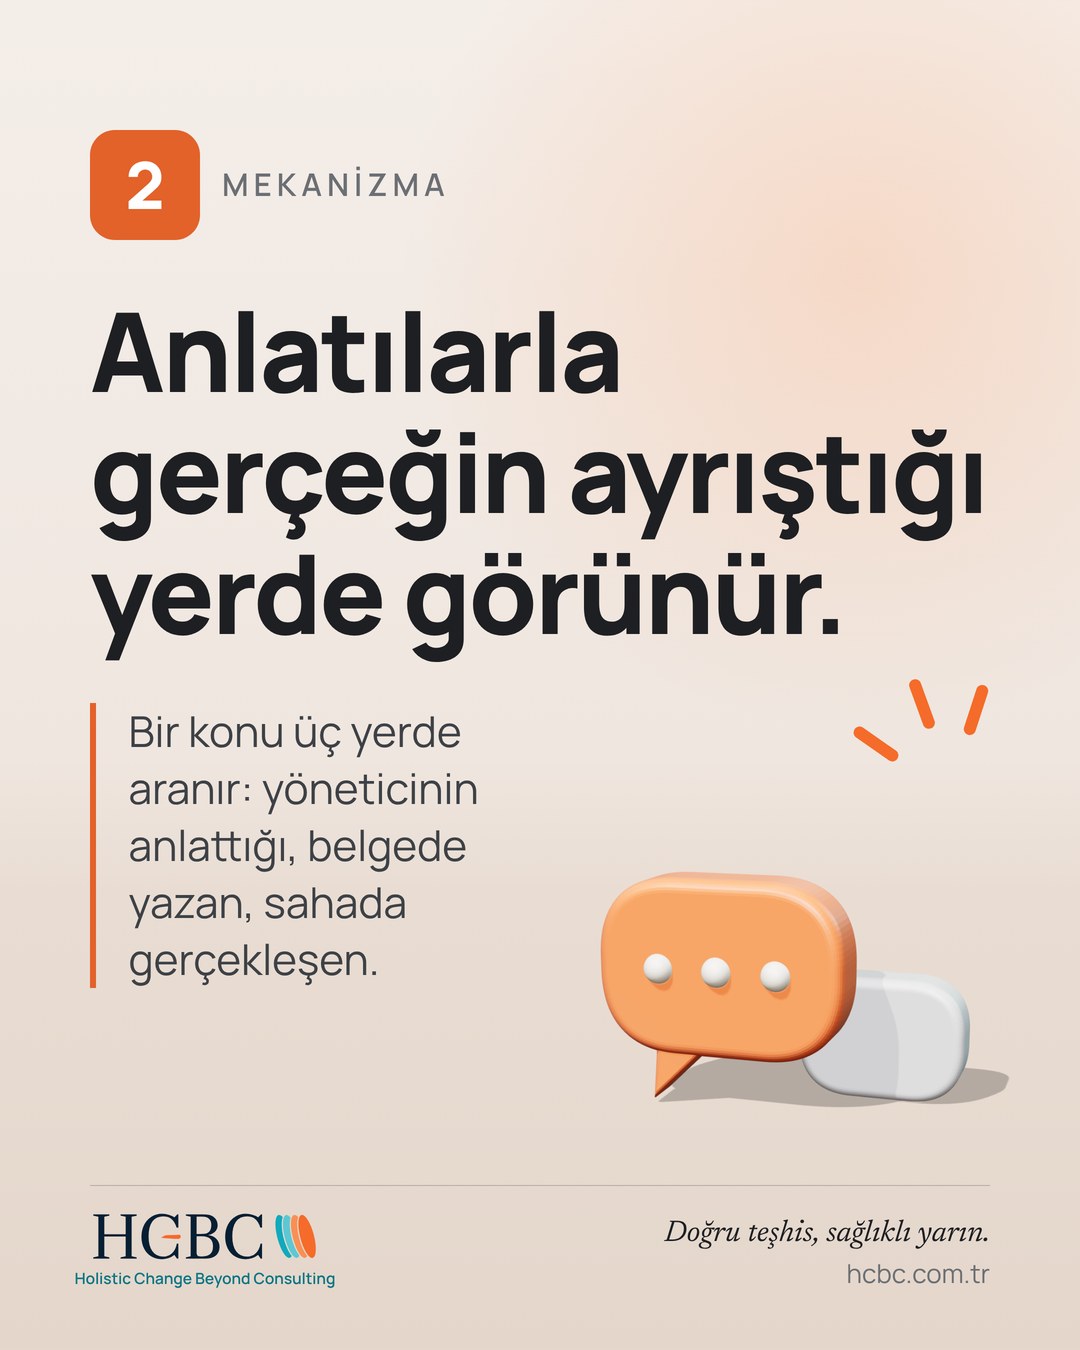 2
MEKANİZMA
Anlatılarla
gerçeğin ayrıştığı
yerde görünür.
Bir konu üç yerde
aranır: yöneticinin
anlattığı, belgede
yazan, sahada
gerçekleşen.
HCBC
Holistic Change Beyond Consulting
Doğru teşhis, sağlıklı yarın.
hcbc.com.tr